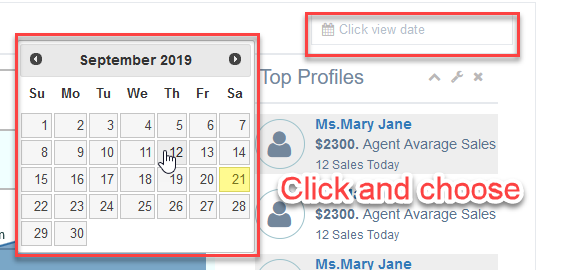 Click view date
September 2019
Su Mo Tu We Th Fr Sa
1 2 3 4 5 6 7
8 9 10 11 12 13 14
15 16 17 18 19 20 21
22 23 24 25 26 27 28
29 30
Top Profiles
Ms.Mary Jane
$2300. Agent Avarage Sales
12 Sales Today
Click and choose
Ms.Mary Jane
$2300. Agent Avarage Sales
12 Sales Today
Ms.Mary Jane